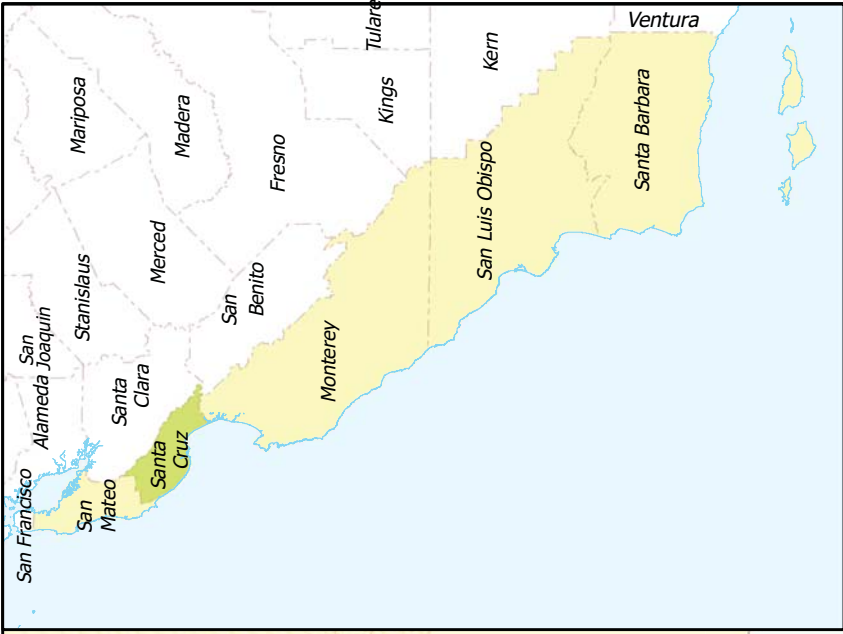 San Francisco
San
Alameda Joaquin
Stanislaus
Mariposa
San
Mateo
Santa
Clara
Santa
Cruz
Merced
Madera
San
Benito
Fresno
Monterey
Tulare
Kings
San Luis Obispo
Kern
Santa Barbara
Ventura